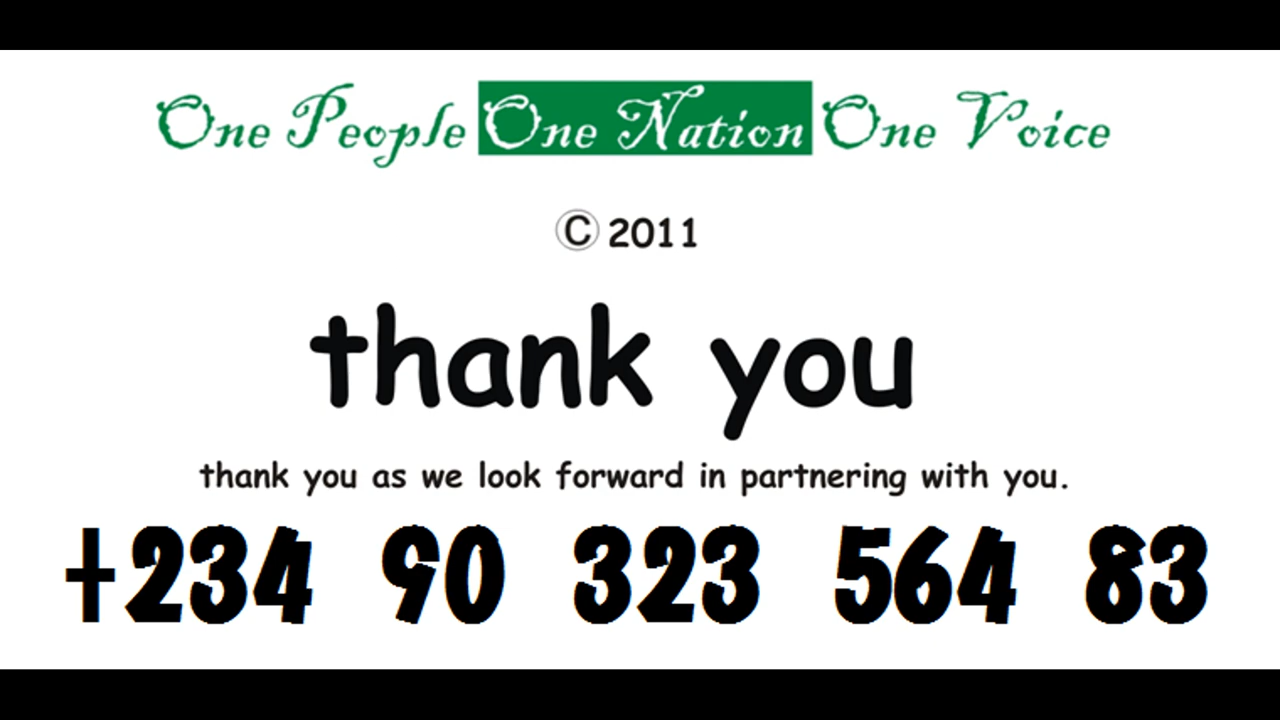 One People One Nation One Voice
© 2011
thank you
thank you as we look forward in partnering with you.
+234 90 323 564 83